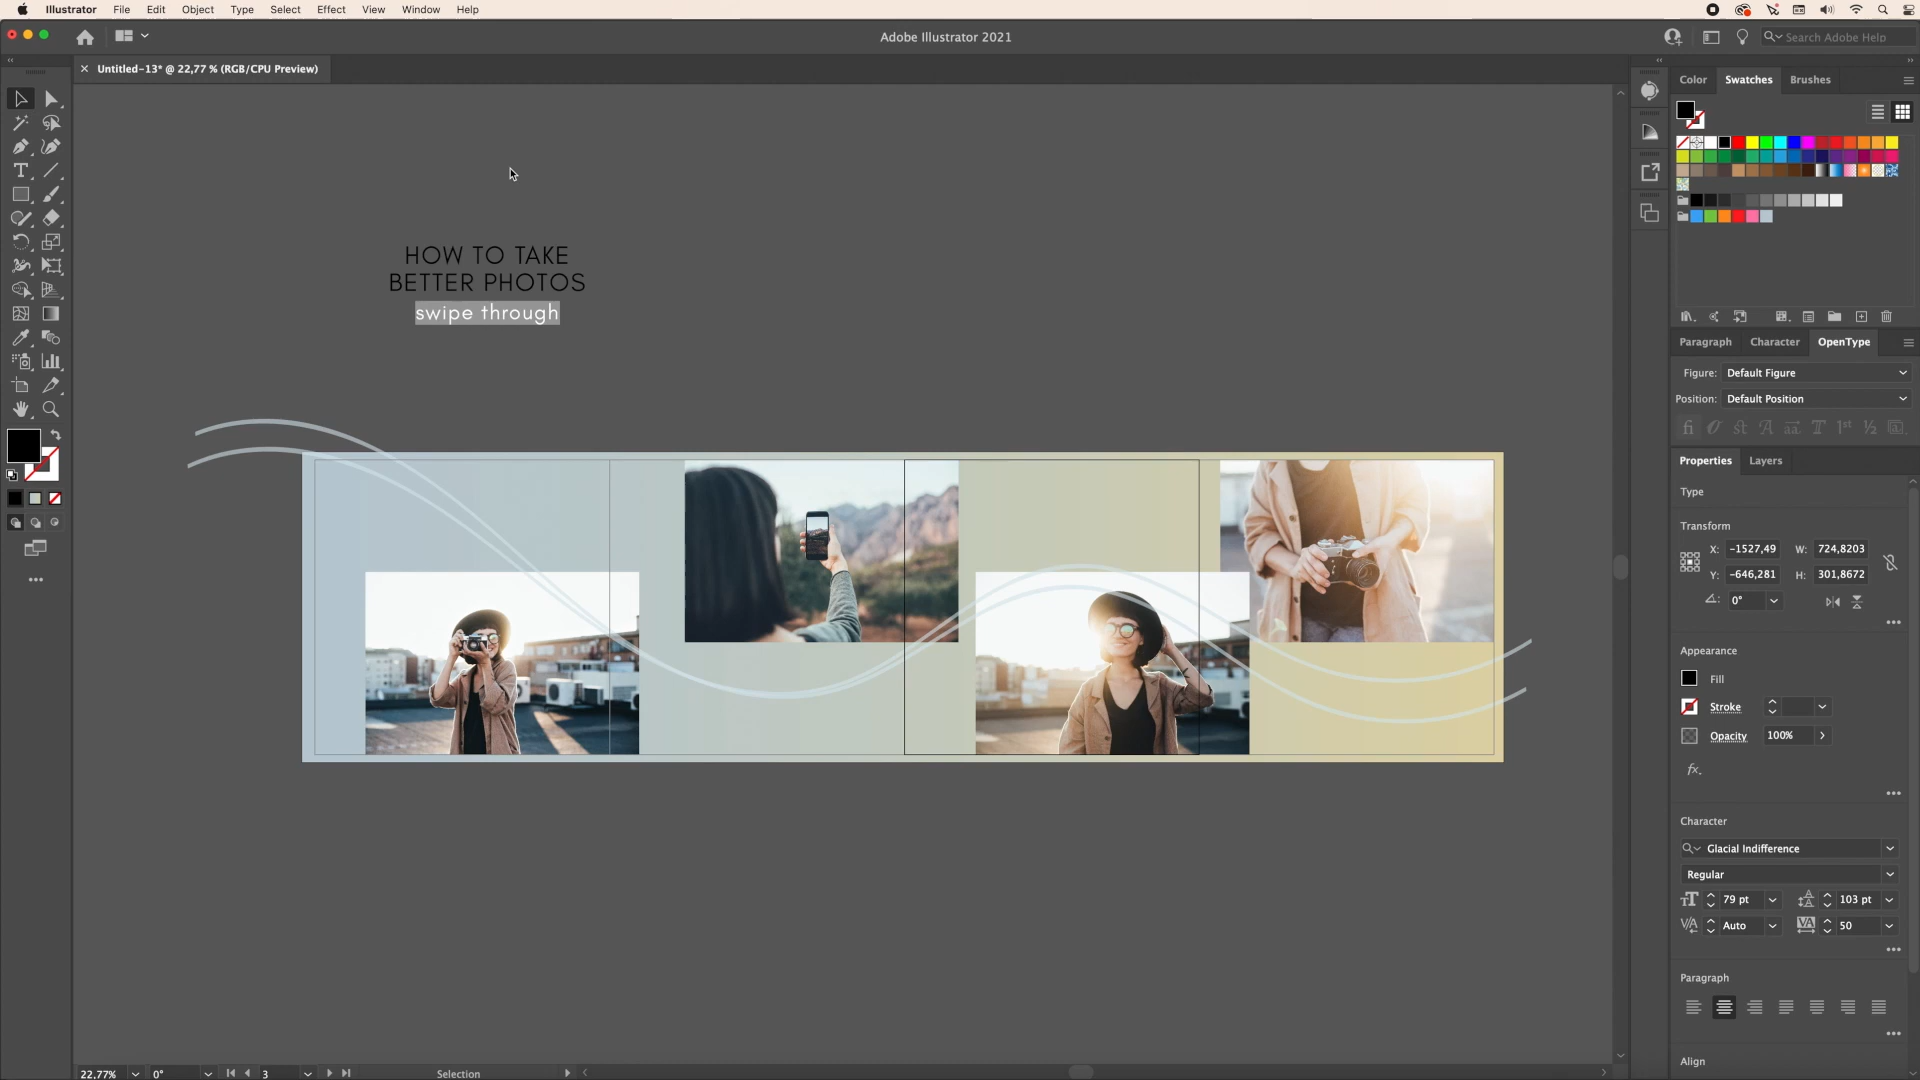 Illustrator File Edit Object Type Select Effect View Window Help
Adobe Illustrator 2021
Search Adobe Help
Untitled-13* @ 22,77 % (RGB/CPU Preview)
Color Swatches Brushes
HOW TO TAKE
BETTER PHOTOS
swipe through
Paragraph Character OpenType
Figure: Default Figure
Position: Default Position
Properties Layers
Type
Transform
X: -1527,49 W: 724,8203
Y: -646,281 H: 301,8672
0°
Appearance
Fill
Stroke
Opacity 100%
fx.
Character
Glacial Indifference
Regular
79 pt 103 pt
Auto 50
Paragraph
Align
22,77% 0° 3 Selection